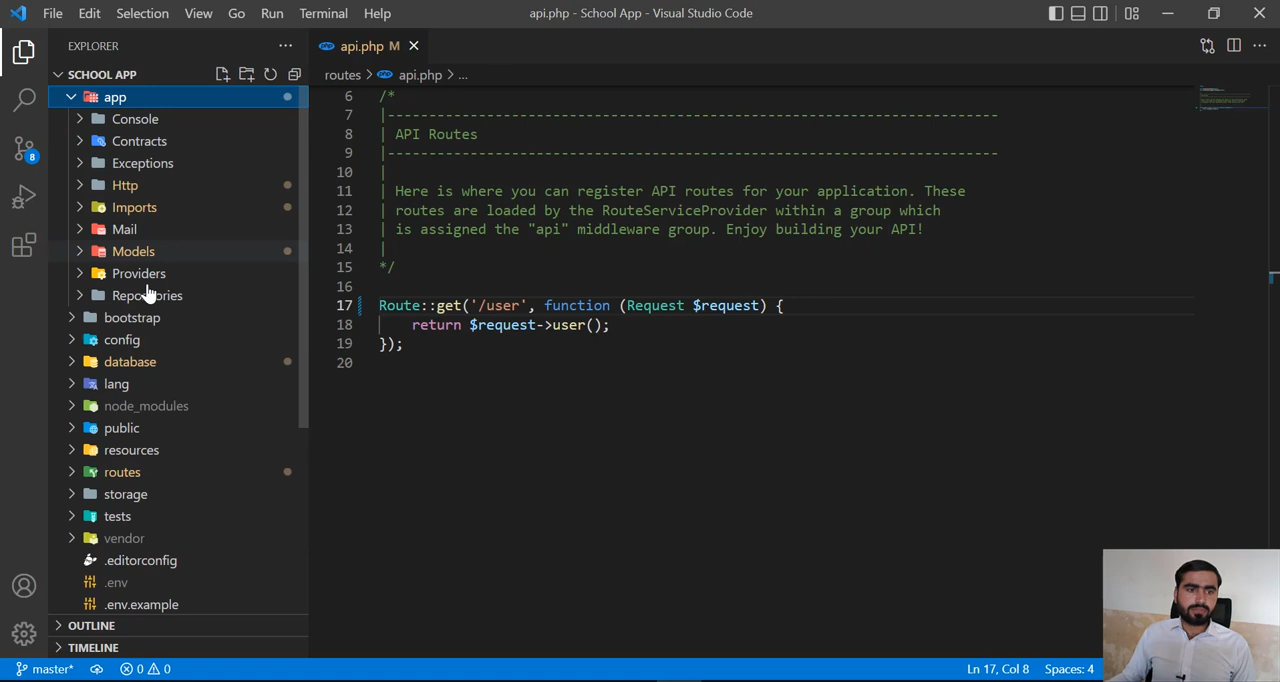 File Edit Selection View Go Run Terminal Help
api.php - School App - Visual Studio Code
EXPLORER
api.php M
SCHOOL APP
routes > api.php > ...
app
Console
Contracts
Exceptions
Http
Imports
Mail
Models
Providers
Repositories
bootstrap
config
database
lang
node_modules
public
resources
routes
storage
tests
vendor
.editorconfig
.env
.env.example
OUTLINE
TIMELINE
8
6 /*
7 |--------------------------------------------------------------------------
8 | API Routes
9 |--------------------------------------------------------------------------
10 |
11 | Here is where you can register API routes for your application. These
12 | routes are loaded by the RouteServiceProvider within a group which
13 | is assigned the "api" middleware group. Enjoy building your API!
14 |
15 */
16
17 Route::get('/user', function (Request $request) {
18 return $request->user();
19 });
20
master* 0 0
Ln 17, Col 8 Spaces: 4